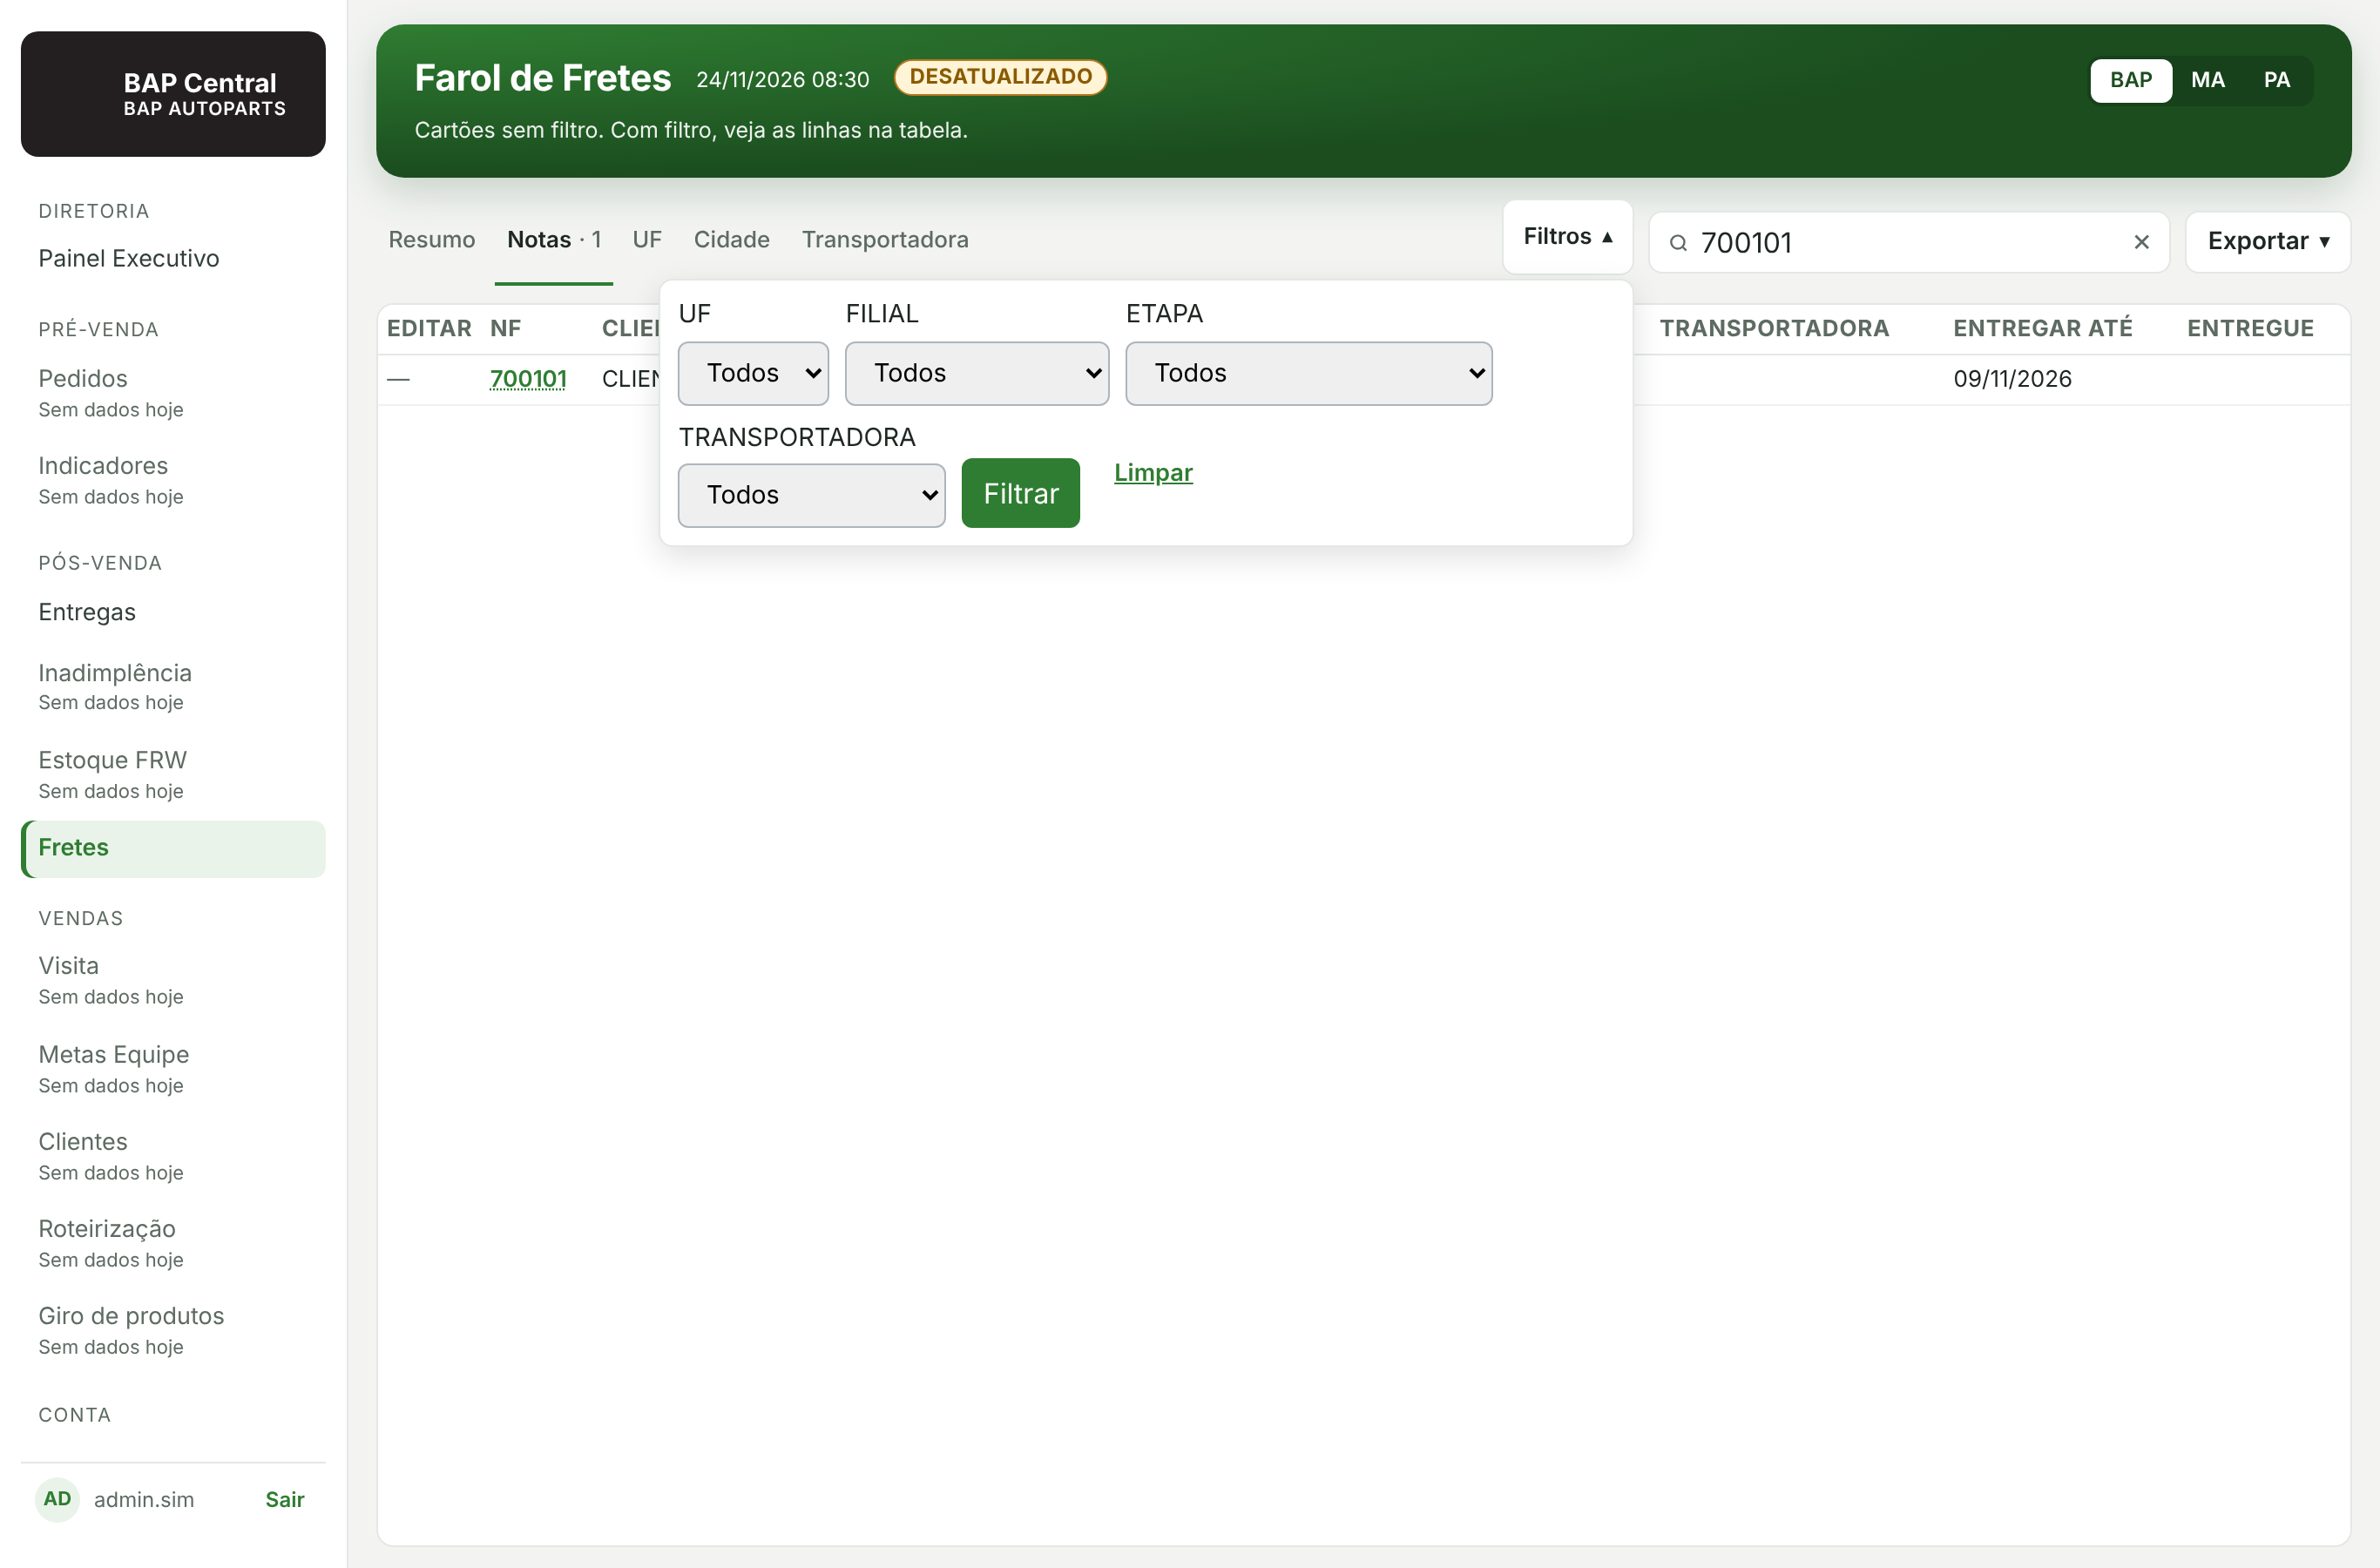 BAP Central
BAP AUTOPARTS
DIRETORIA
Painel Executivo
PRÉ-VENDA
Pedidos
Sem dados hoje
Indicadores
Sem dados hoje
PÓS-VENDA
Entregas
Inadimplência
Sem dados hoje
Estoque FRW
Sem dados hoje
Fretes
VENDAS
Visita
Sem dados hoje
Metas Equipe
Sem dados hoje
Clientes
Sem dados hoje
Roteirização
Sem dados hoje
Giro de produtos
Sem dados hoje
CONTA
AD admin.sim Sair
Farol de Fretes 24/11/2026 08:30 DESATUALIZADO
BAP MA PA
Cartões sem filtro. Com filtro, veja as linhas na tabela.
Resumo Notas · 1 UF Cidade Transportadora
Filtros ▲ 700101 ✕ Exportar ▼
EDITAR NF CLIEN TRANSPORTADORA ENTREGAR ATÉ ENTREGUE
— 700101 CLIEN 09/11/2026
UF FILIAL ETAPA
Todos Todos Todos
TRANSPORTADORA
Todos Filtrar Limpar